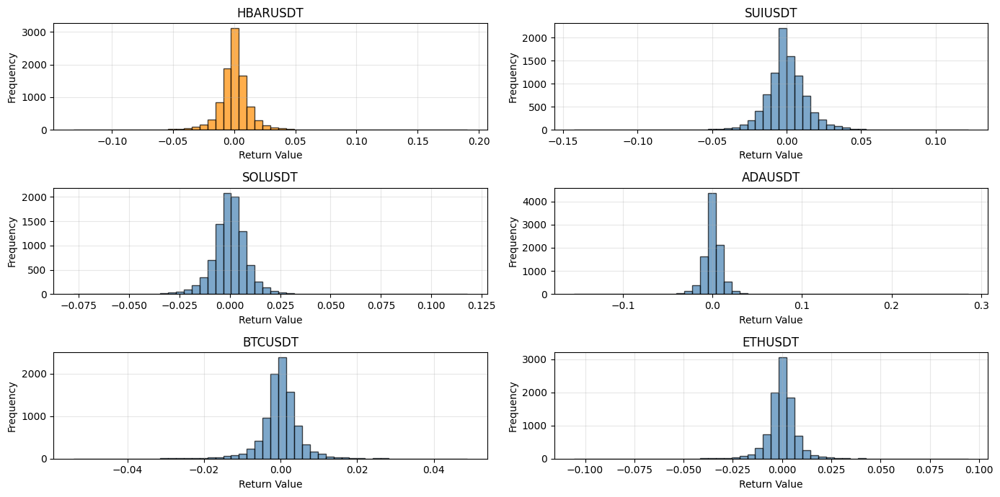 HBARUSDT
Frequency
3000
2000
1000
0
−0.10 −0.05 0.00 0.05 0.10 0.15 0.20
Return Value
SUIUSDT
Frequency
2000
1500
1000
500
0
−0.15 −0.10 −0.05 0.00 0.05 0.10
Return Value
SOLUSDT
Frequency
2000
1500
1000
500
0
−0.075 −0.050 −0.025 0.000 0.025 0.050 0.075 0.100 0.125
Return Value
ADAUSDT
Frequency
4000
3000
2000
1000
0
−0.1 0.0 0.1 0.2 0.3
Return Value
BTCUSDT
Frequency
2000
1000
0
−0.04 −0.02 0.00 0.02 0.04
Return Value
ETHUSDT
Frequency
3000
2000
1000
0
−0.100 −0.075 −0.050 −0.025 0.000 0.025 0.050 0.075 0.100
Return Value